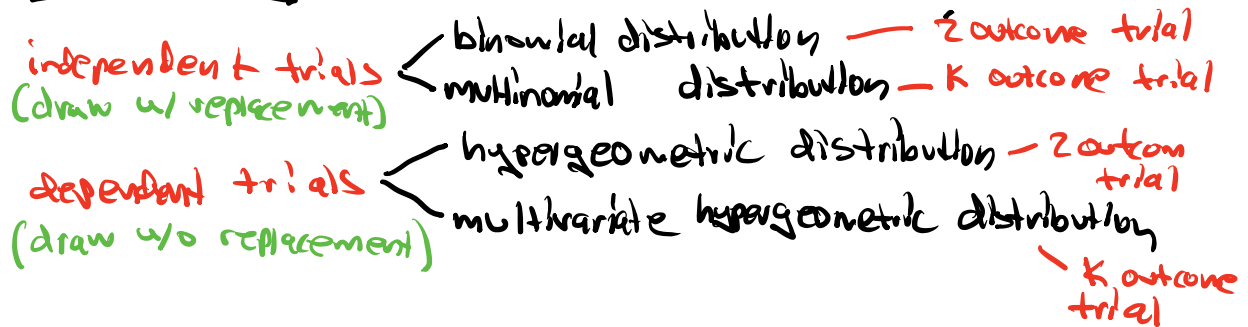 independent trials
(draw w/ replacement)
binomial distribution — 2 outcome trial
multinomial distribution — K outcome trial
dependent trials
(draw w/o replacement)
hypergeometric distribution — 2 outcom
trial
multivariate hypergeometric distribution
K outcome
trial